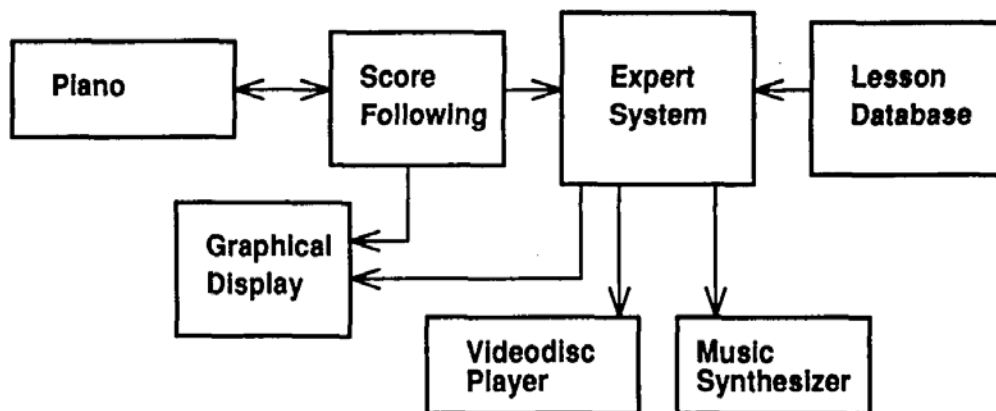 Piano
Score
Following
Expert
System
Lesson
Database
Graphical
Display
Videodisc
Player
Music
Synthesizer